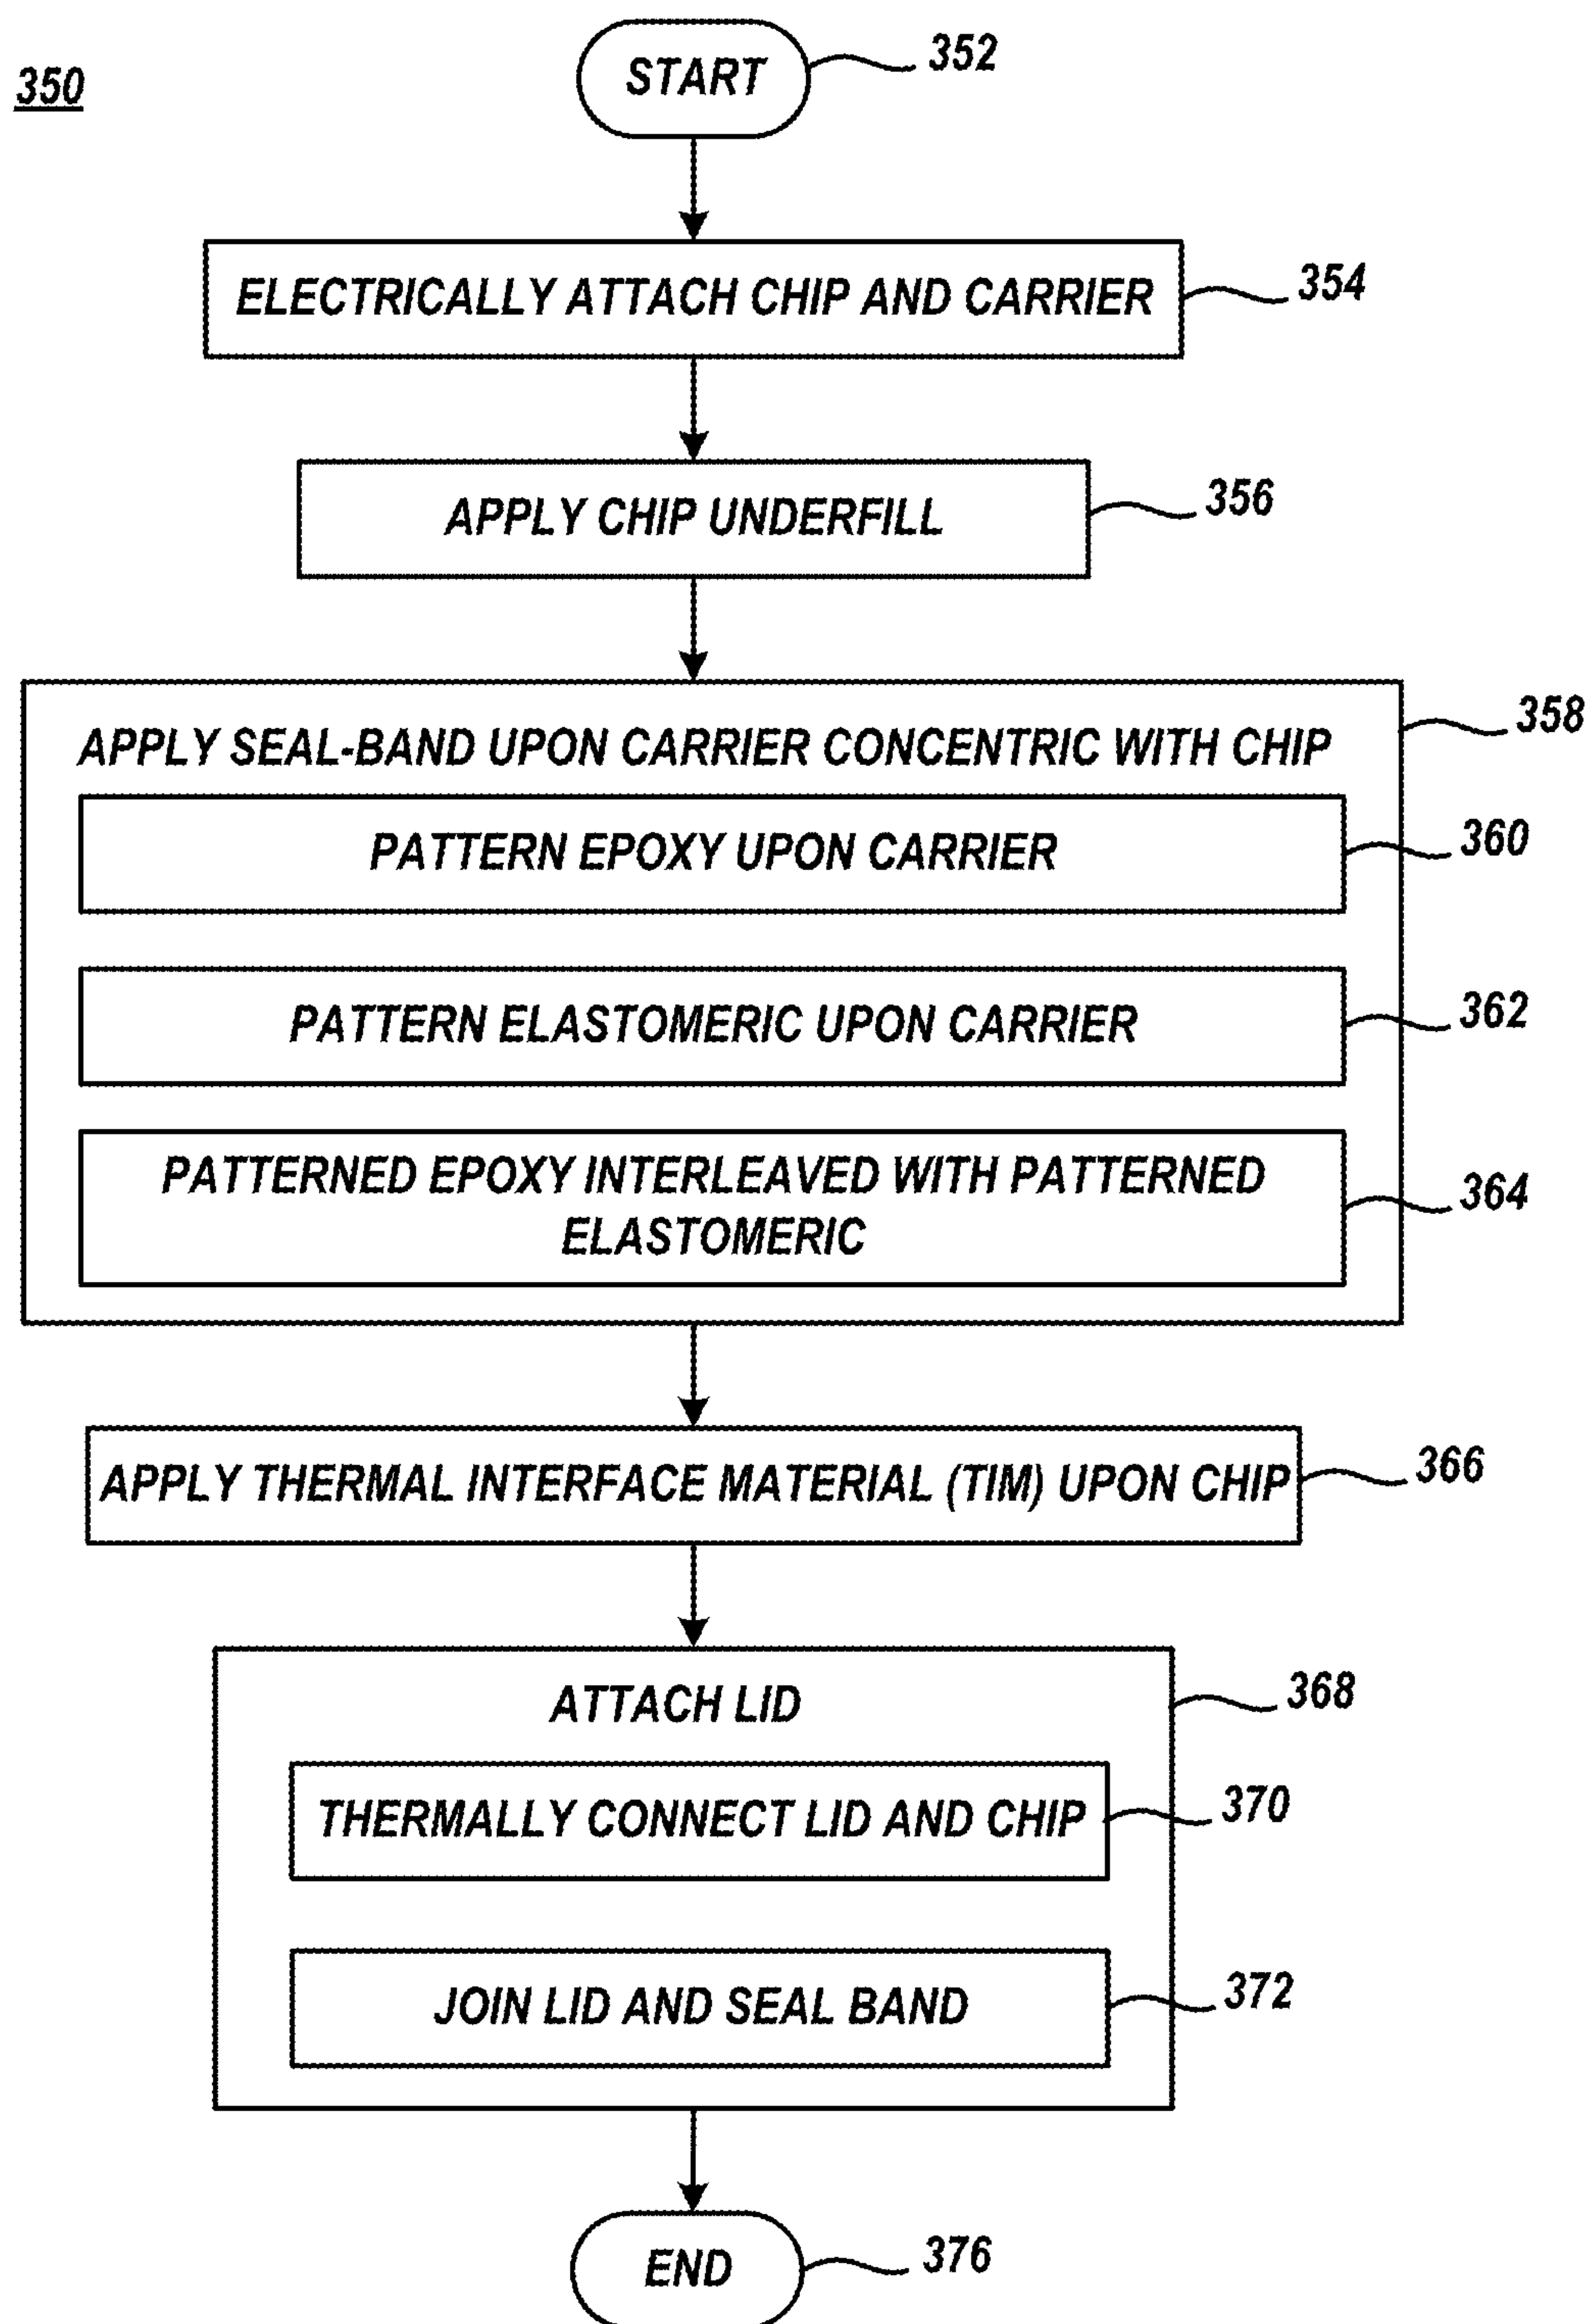 350
START
352
ELECTRICALLY ATTACH CHIP AND CARRIER
354
APPLY CHIP UNDERFILL
356
APPLY SEAL-BAND UPON CARRIER CONCENTRIC WITH CHIP
358
PATTERN EPOXY UPON CARRIER
360
PATTERN ELASTOMERIC UPON CARRIER
362
PATTERNED EPOXY INTERLEAVED WITH PATTERNED
ELASTOMERIC
364
APPLY THERMAL INTERFACE MATERIAL (TIM) UPON CHIP
366
ATTACH LID
368
THERMALLY CONNECT LID AND CHIP
370
JOIN LID AND SEAL BAND
372
END
376